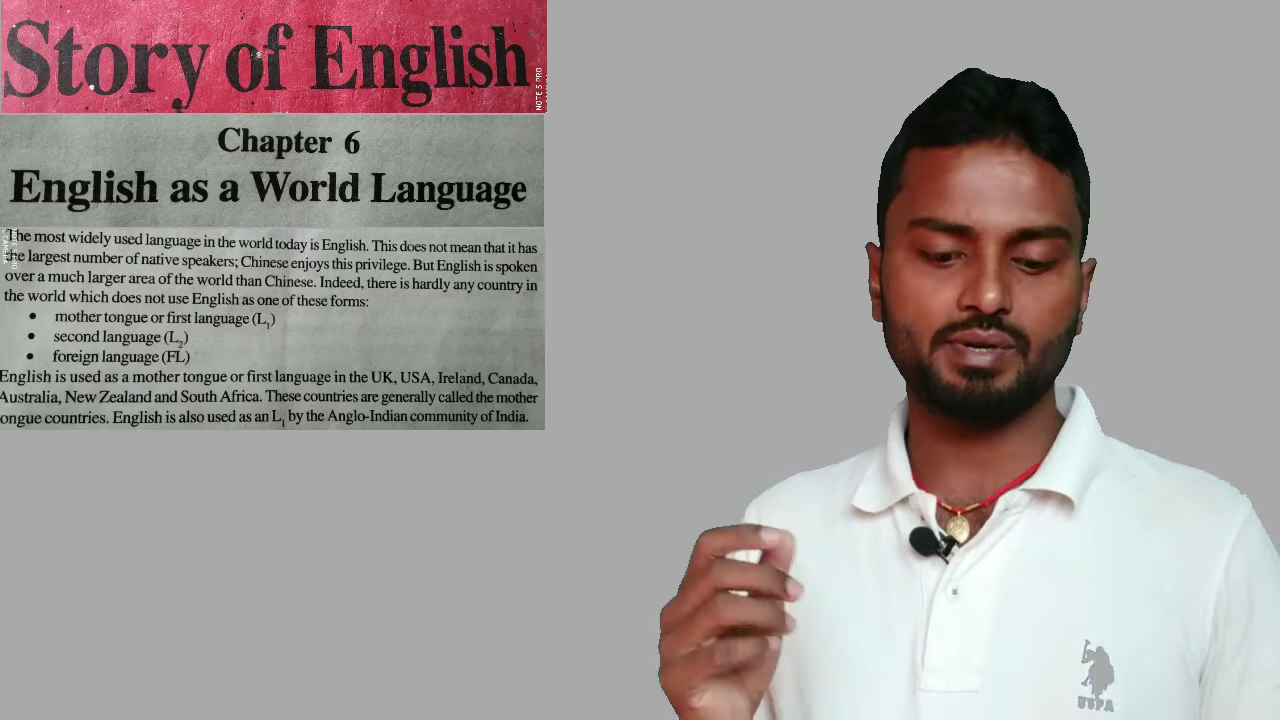 Story of English
NOTE 5 PRO
Chapter 6
English as a World Language
The most widely used language in the world today is English. This does not mean that it has
the largest number of native speakers; Chinese enjoys this privilege. But English is spoken
over a much larger area of the world than Chinese. Indeed, there is hardly any country in
the world which does not use English as one of these forms:
• mother tongue or first language (L₁)
• second language (L₂)
• foreign language (FL)
English is used as a mother tongue or first language in the UK, USA, Ireland, Canada,
Australia, New Zealand and South Africa. These countries are generally called the mother
ongue countries. English is also used as an L₁ by the Anglo-Indian community of India.
USPA